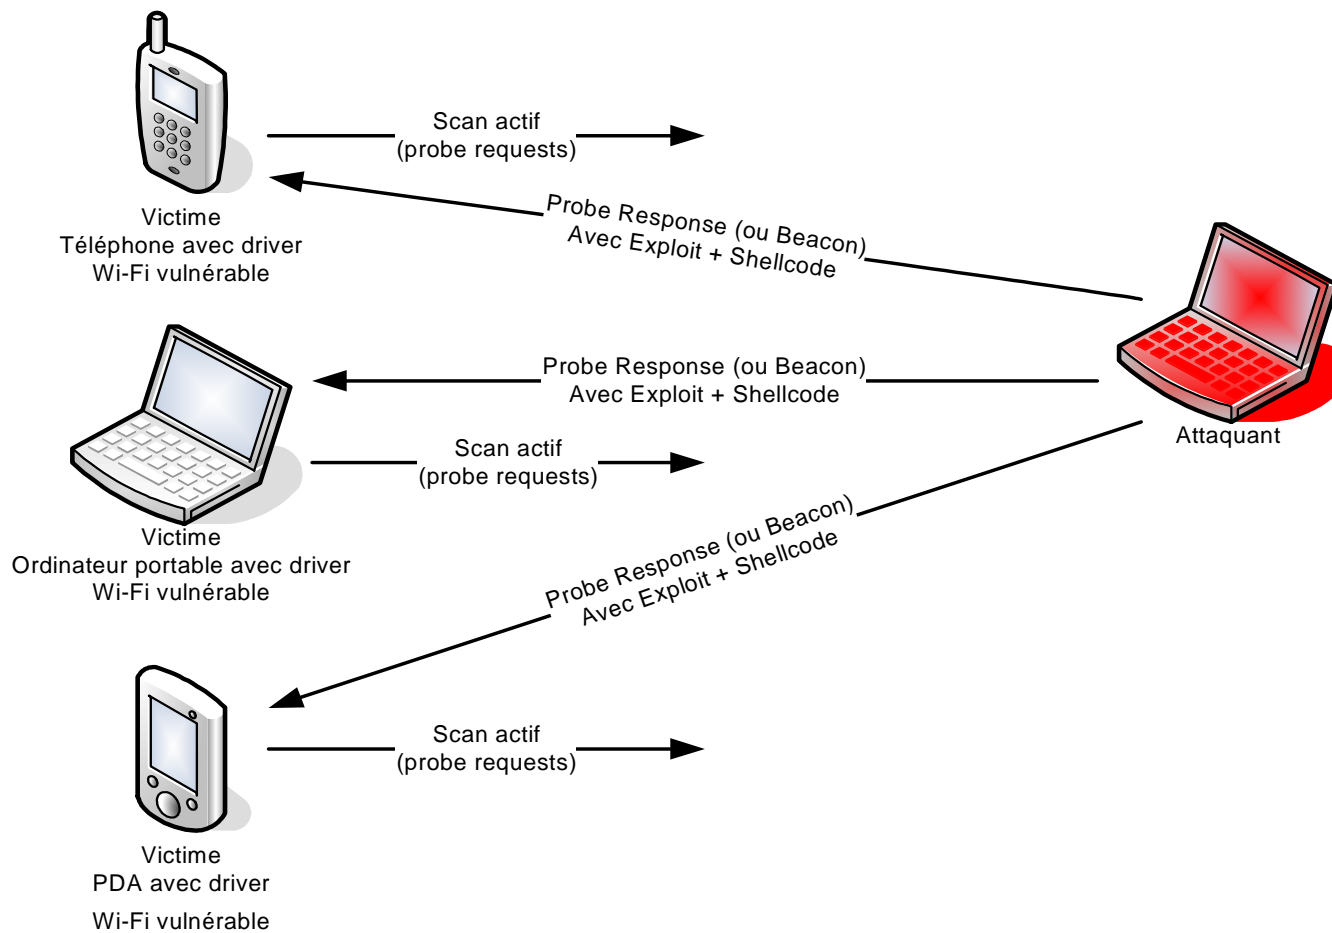 Scan actif
(probe requests)
Probe Response (ou Beacon)
Avec Exploit + Shellcode
Victime
Téléphone avec driver
Wi-Fi vulnérable
Probe Response (ou Beacon)
Avec Exploit + Shellcode
Attaquant
Scan actif
(probe requests)
Victime
Ordinateur portable avec driver
Wi-Fi vulnérable
Probe Response (ou Beacon)
Avec Exploit + Shellcode
Scan actif
(probe requests)
Victime
PDA avec driver
Wi-Fi vulnérable